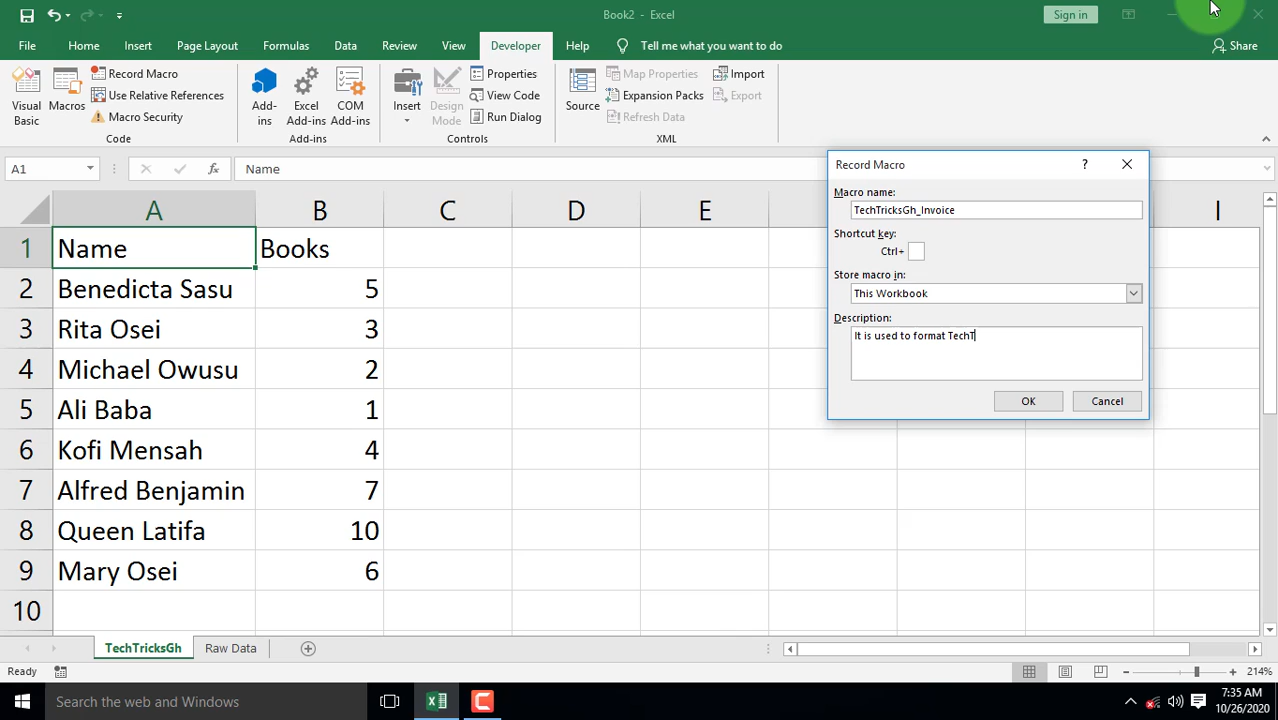 Book2 - Excel
Sign in
File Home Insert Page Layout Formulas Data Review View Developer Help Tell me what you want to do Share
Visual Basic
Macros
Record Macro
Use Relative References
Macro Security
Code
Add-ins
Excel Add-ins
COM Add-ins
Add-ins
Insert
Design Mode
Properties
View Code
Run Dialog
Controls
Source
Map Properties
Expansion Packs
Refresh Data
Import
Export
XML
A1 fx Name
A B C D E I
1 Name Books
2 Benedicta Sasu 5
3 Rita Osei 3
4 Michael Owusu 2
5 Ali Baba 1
6 Kofi Mensah 4
7 Alfred Benjamin 7
8 Queen Latifa 10
9 Mary Osei 6
10
Record Macro ?
Macro name:
TechTricksGh_Invoice
Shortcut key:
Ctrl+
Store macro in:
This Workbook
Description:
It is used to format TechT
OK Cancel
TechTricksGh Raw Data
Ready 214%
Search the web and Windows
7:35 AM
10/26/2020